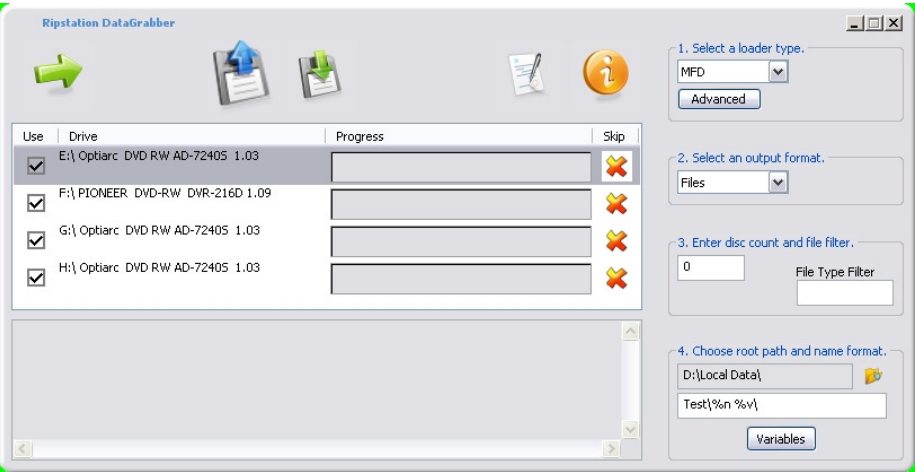 Ripstation DataGrabber
Use Drive Progress Skip
E:\ Optiarc DVD RW AD-7240S 1.03
F:\ PIONEER DVD-RW DVR-216D 1.09
G:\ Optiarc DVD RW AD-7240S 1.03
H:\ Optiarc DVD RW AD-7240S 1.03
1. Select a loader type.
MFD
Advanced
2. Select an output format.
Files
3. Enter disc count and file filter.
0
File Type Filter
4. Choose root path and name format.
D:\Local Data\
Test\%n %v\
Variables